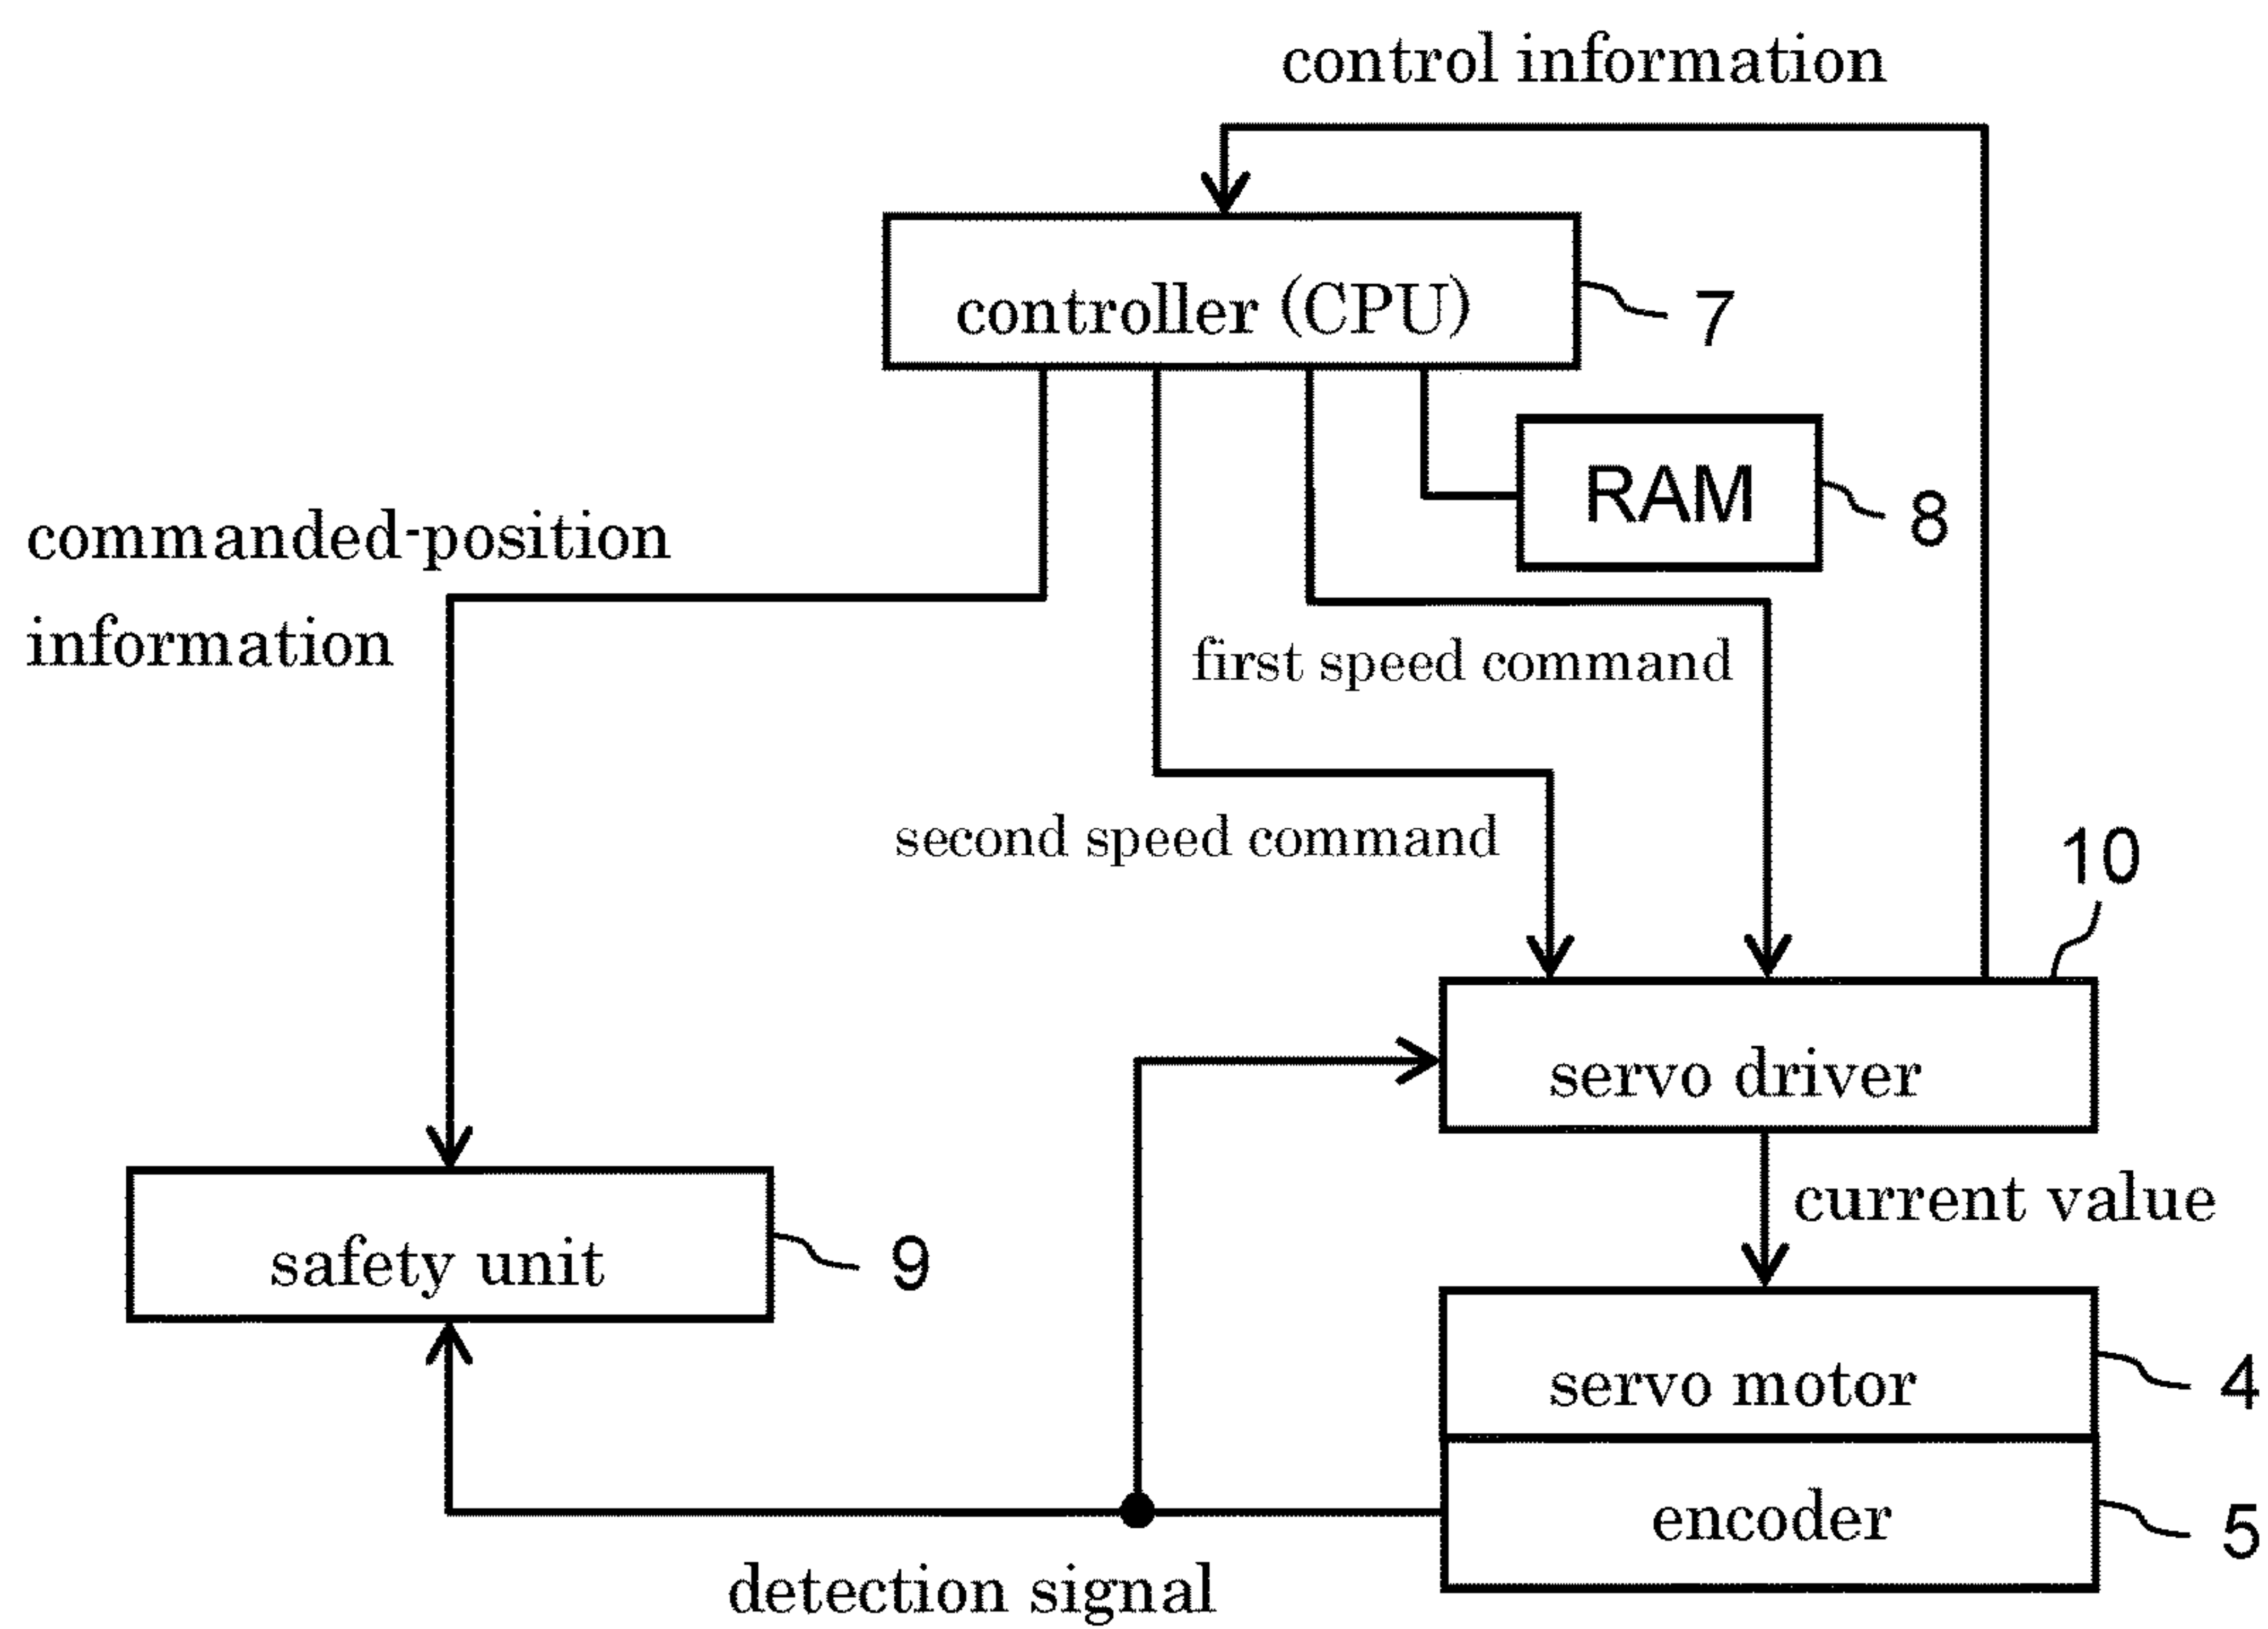 control information
controller (CPU)
7
RAM
8
commanded-position
information
first speed command
second speed command
10
servo driver
current value
safety unit
9
servo motor
4
encoder
5
detection signal